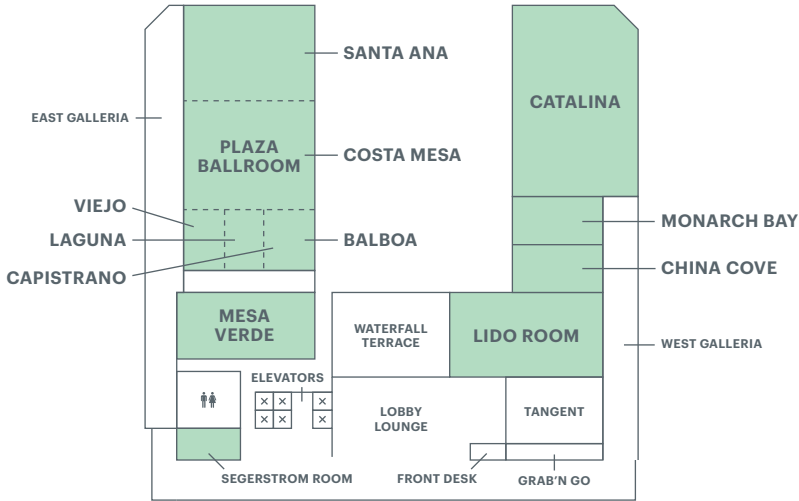 SANTA ANA
CATALINA
EAST GALLERIA
PLAZA
BALLROOM
COSTA MESA
VIEJO
MONARCH BAY
LAGUNA
BALBOA
CHINA COVE
CAPISTRANO
MESA
VERDE
WATERFALL
TERRACE
LIDO ROOM
WEST GALLERIA
ELEVATORS
LOBBY
LOUNGE
TANGENT
SEGERSTROM ROOM
FRONT DESK
GRAB'N GO